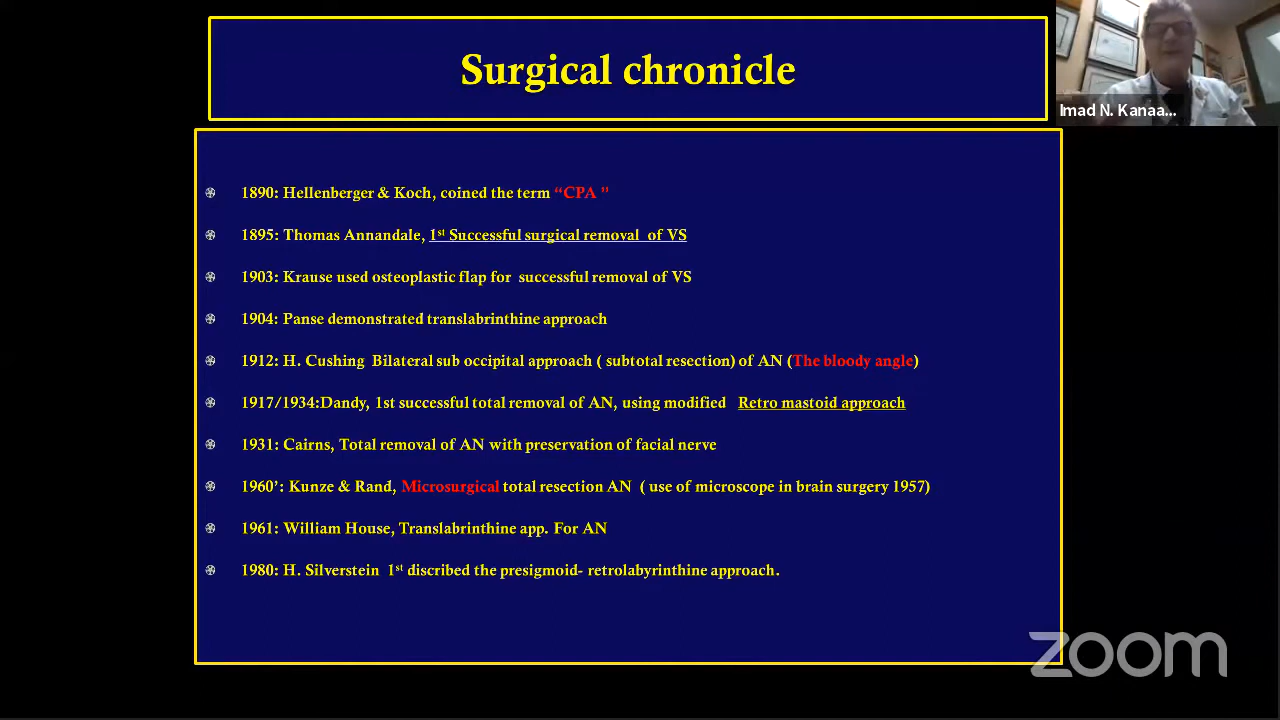 Surgical chronicle
Imad N. Kanaa...
1890: Hellenberger & Koch, coined the term “CPA ”
1895: Thomas Annandale, 1st Successful surgical removal of VS
1903: Krause used osteoplastic flap for successful removal of VS
1904: Panse demonstrated translabrinthine approach
1912: H. Cushing Bilateral sub occipital approach ( subtotal resection) of AN (The bloody angle)
1917/1934:Dandy, 1st successful total removal of AN, using modified Retro mastoid approach
1931: Cairns, Total removal of AN with preservation of facial nerve
1960’: Kunze & Rand, Microsurgical total resection AN ( use of microscope in brain surgery 1957)
1961: William House, Translabrinthine app. For AN
1980: H. Silverstein 1st discribed the presigmoid- retrolabyrinthine approach.
zoom